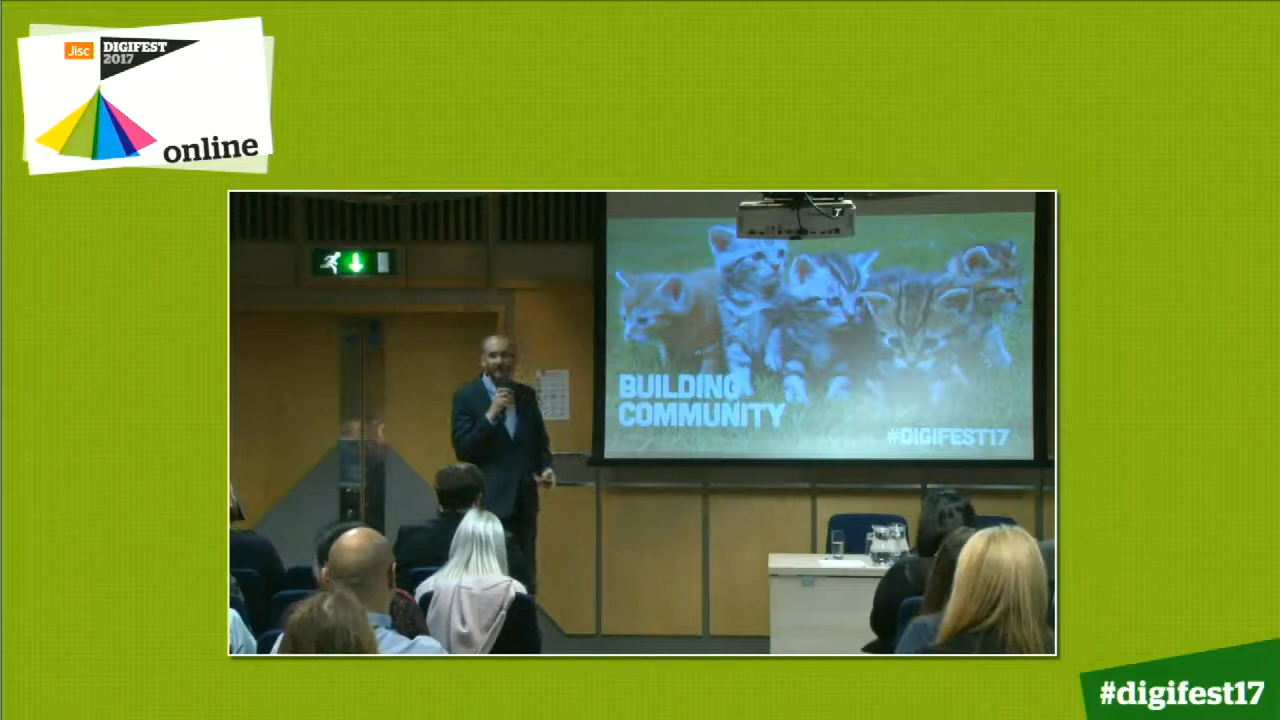 Jisc
DIGIFEST
2017
online
BUILDING
COMMUNITY
#DIGIFEST17
#digifest17